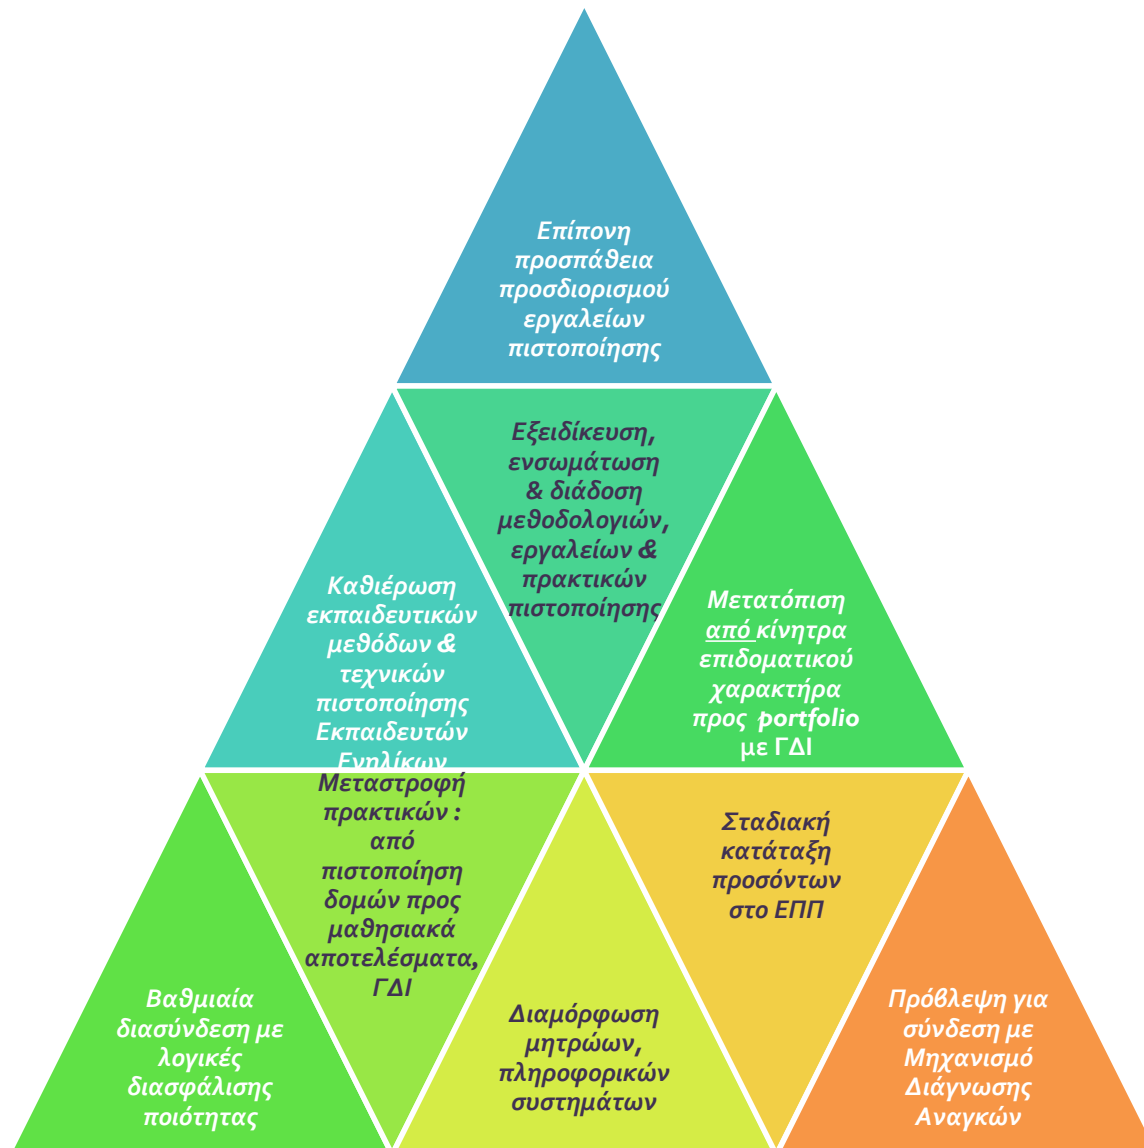 Επίπονη
προσπάθεια
προσδιορισμού
εργαλείων
πιστοποίησης
Καθιέρωση
εκπαιδευτικών
μεθόδων &
τεχνικών
πιστοποίησης
Εκπαιδευτών
Ενηλίκων
Εξειδίκευση,
ενσωμάτωση
& διάδοση
μεθοδολογιών,
εργαλείων &
πρακτικών
πιστοποίησης
Μετατόπιση
από κίνητρα
επιδοματικού
χαρακτήρα
προς portfolio
με ΓΔΙ
Βαθμιαία
διασύνδεση με
λογικές
διασφάλισης
ποιότητας
Μεταστροφή
πρακτικών :
από
πιστοποίηση
δομών προς
μαθησιακά
αποτελέσματα,
ΓΔΙ
Διαμόρφωση
μητρώων,
πληροφορικών
συστημάτων
Σταδιακή
κατάταξη
προσόντων
στο ΕΠΠ
Πρόβλεψη για
σύνδεση με
Μηχανισμό
Διάγνωσης
Αναγκών